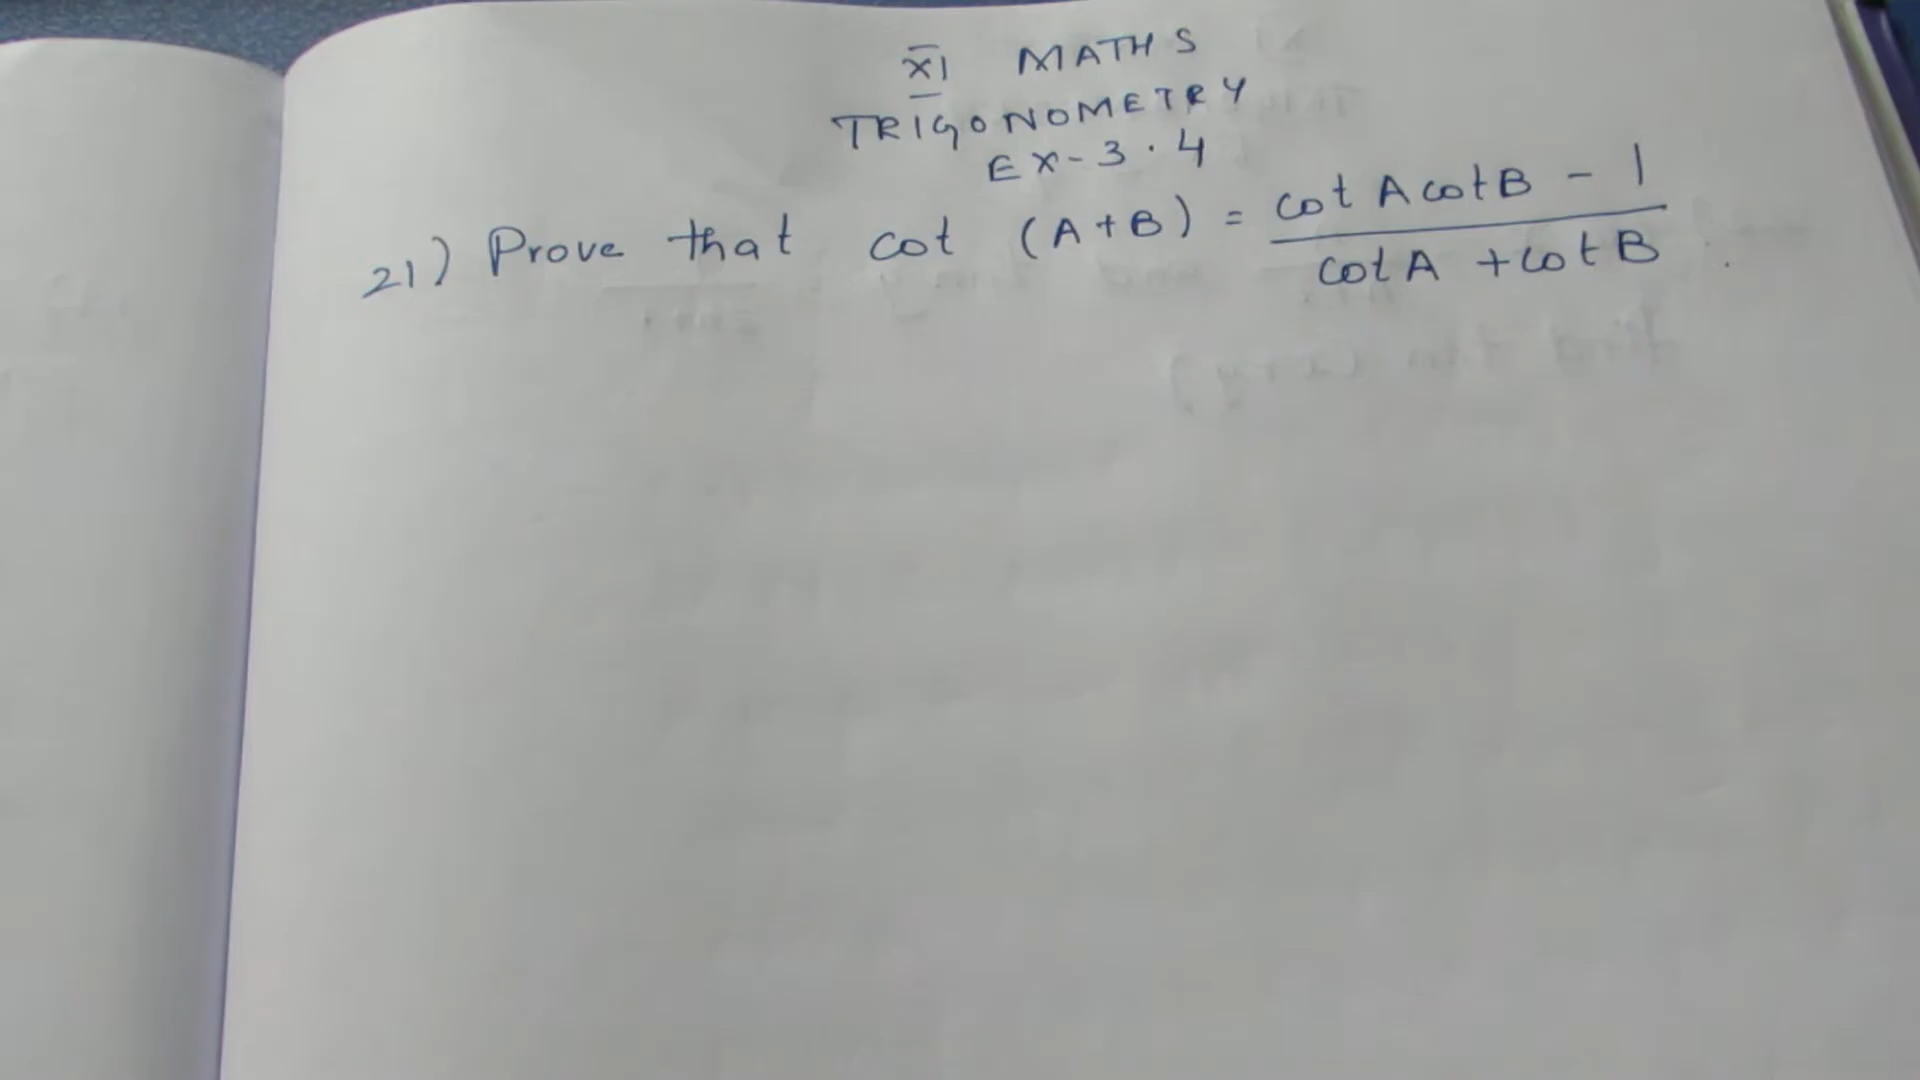 XI MATHS
TRIGONOMETRY
EX-3.4
21) Prove that cot (A+B) = cot A cot B - 1 / cot A + cot B .